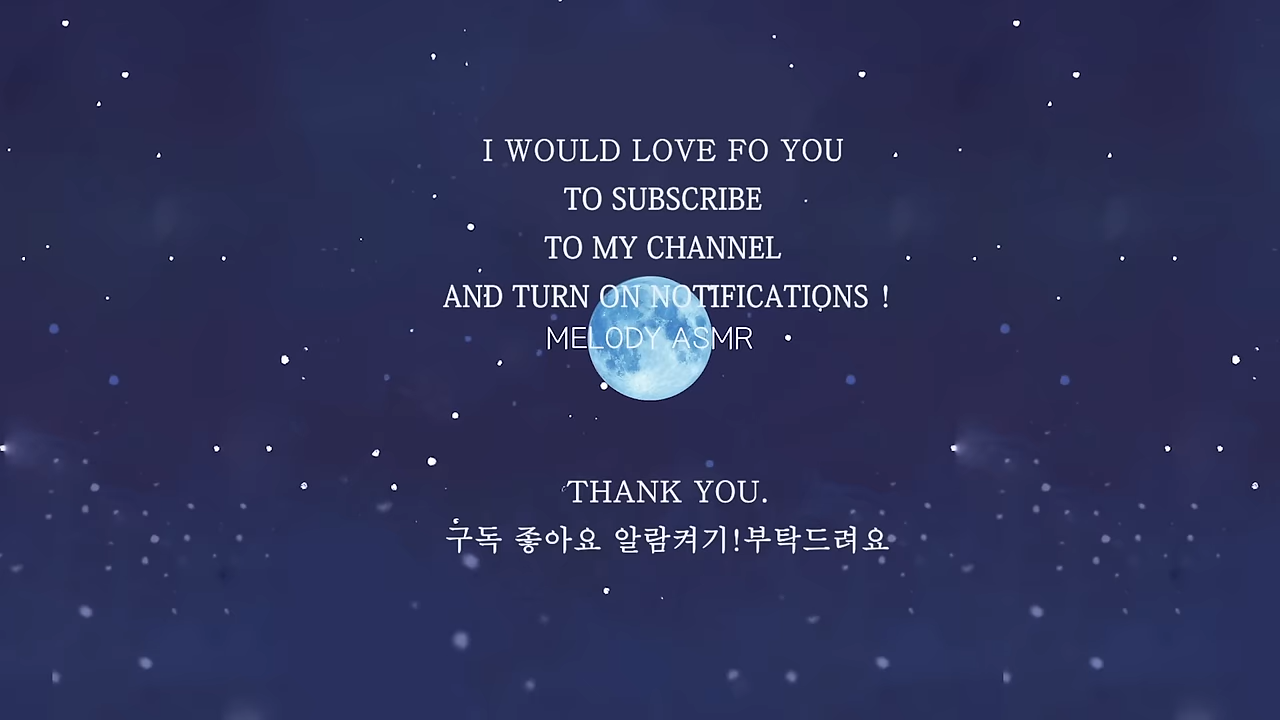 I WOULD LOVE FO YOU
TO SUBSCRIBE
TO MY CHANNEL
AND TURN ON NOTIFICATIONS !
MELODY ASMR
THANK YOU.
구독 좋아요 알람켜기!부탁드려요